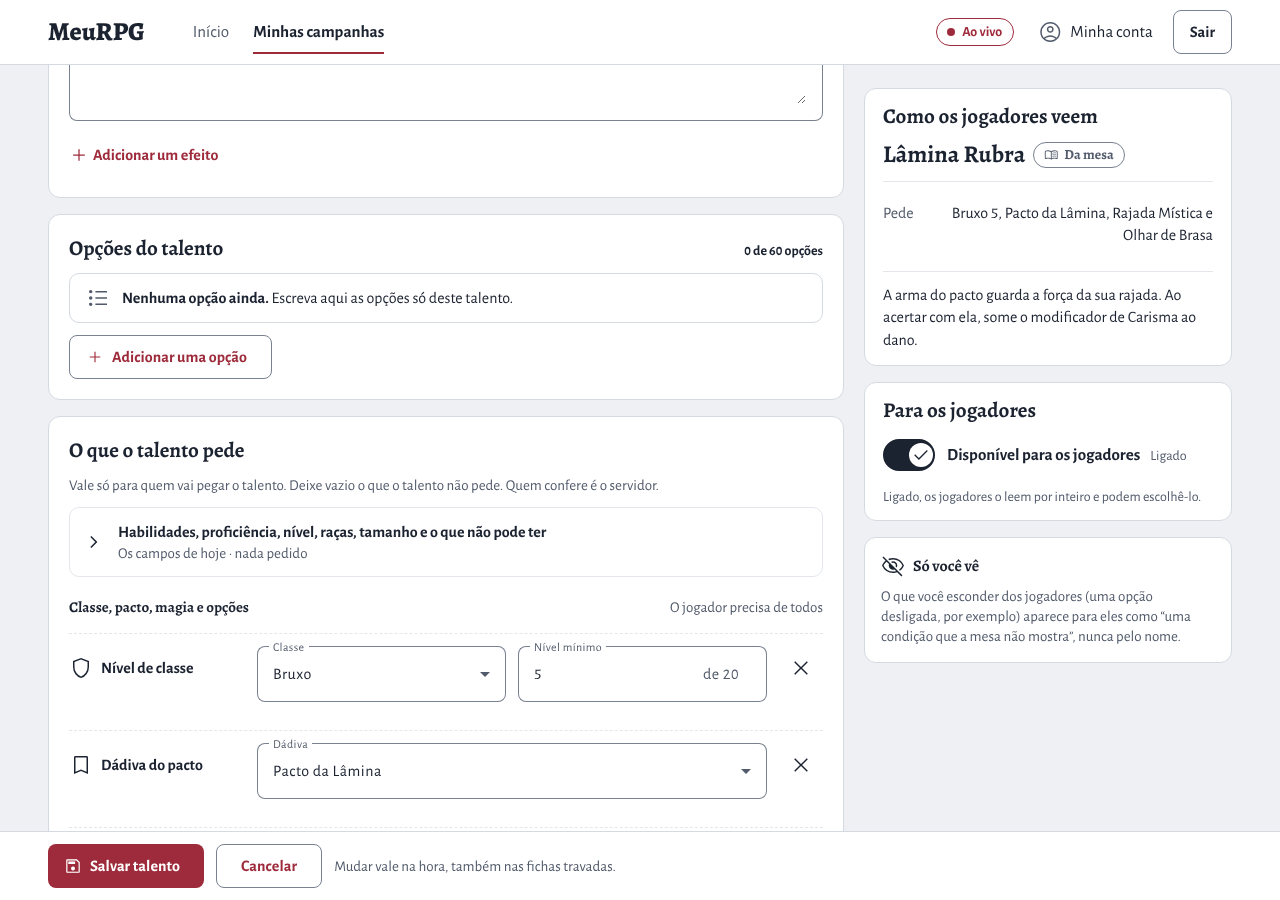 MeuRPG
Início
Minhas campanhas
Ao vivo
Minha conta
Sair
Adicionar um efeito
Opções do talento
0 de 60 opções
Nenhuma opção ainda. Escreva aqui as opções só deste talento.
Adicionar uma opção
O que o talento pede
Vale só para quem vai pegar o talento. Deixe vazio o que o talento não pede. Quem confere é o servidor.
Habilidades, proficiência, nível, raças, tamanho e o que não pode ter
Os campos de hoje · nada pedido
Classe, pacto, magia e opções
O jogador precisa de todos
Nível de classe
Classe
Bruxo
Nível mínimo
5
de 20
Dádiva do pacto
Dádiva
Pacto da Lâmina
Como os jogadores veem
Lâmina Rubra
Da mesa
Pede
Bruxo 5, Pacto da Lâmina, Rajada Mística e
Olhar de Brasa
A arma do pacto guarda a força da sua rajada. Ao
acertar com ela, some o modificador de Carisma ao
dano.
Para os jogadores
Disponível para os jogadores
Ligado
Ligado, os jogadores o leem por inteiro e podem escolhê-lo.
Só você vê
O que você esconder dos jogadores (uma opção
desligada, por exemplo) aparece para eles como “uma
condição que a mesa não mostra”, nunca pelo nome.
Salvar talento
Cancelar
Mudar vale na hora, também nas fichas travadas.